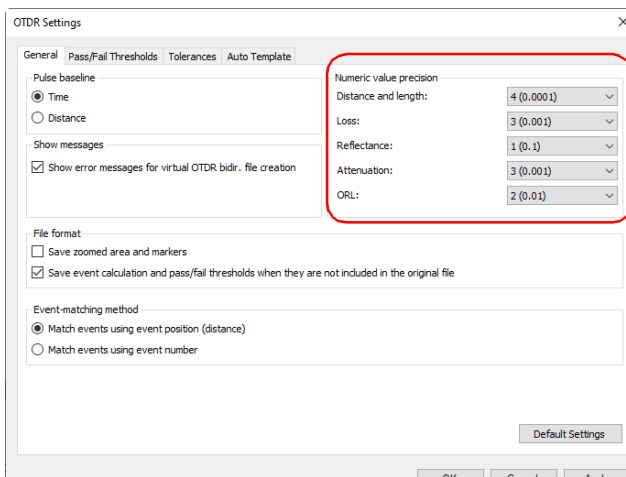 OTDR Settings
General Pass/Fail Thresholds Tolerances Auto Template
Pulse baseline
Time
Distance
Show messages
Show error messages for virtual OTDR bidir. file creation
Numeric value precision
Distance and length: 4 (0.0001)
Loss: 3 (0.001)
Reflectance: 1 (0.1)
Attenuation: 3 (0.001)
ORL: 2 (0.01)
File format
Save zoomed area and markers
Save event calculation and pass/fail thresholds when they are not included in the original file
Event-matching method
Match events using event position (distance)
Match events using event number
Default Settings